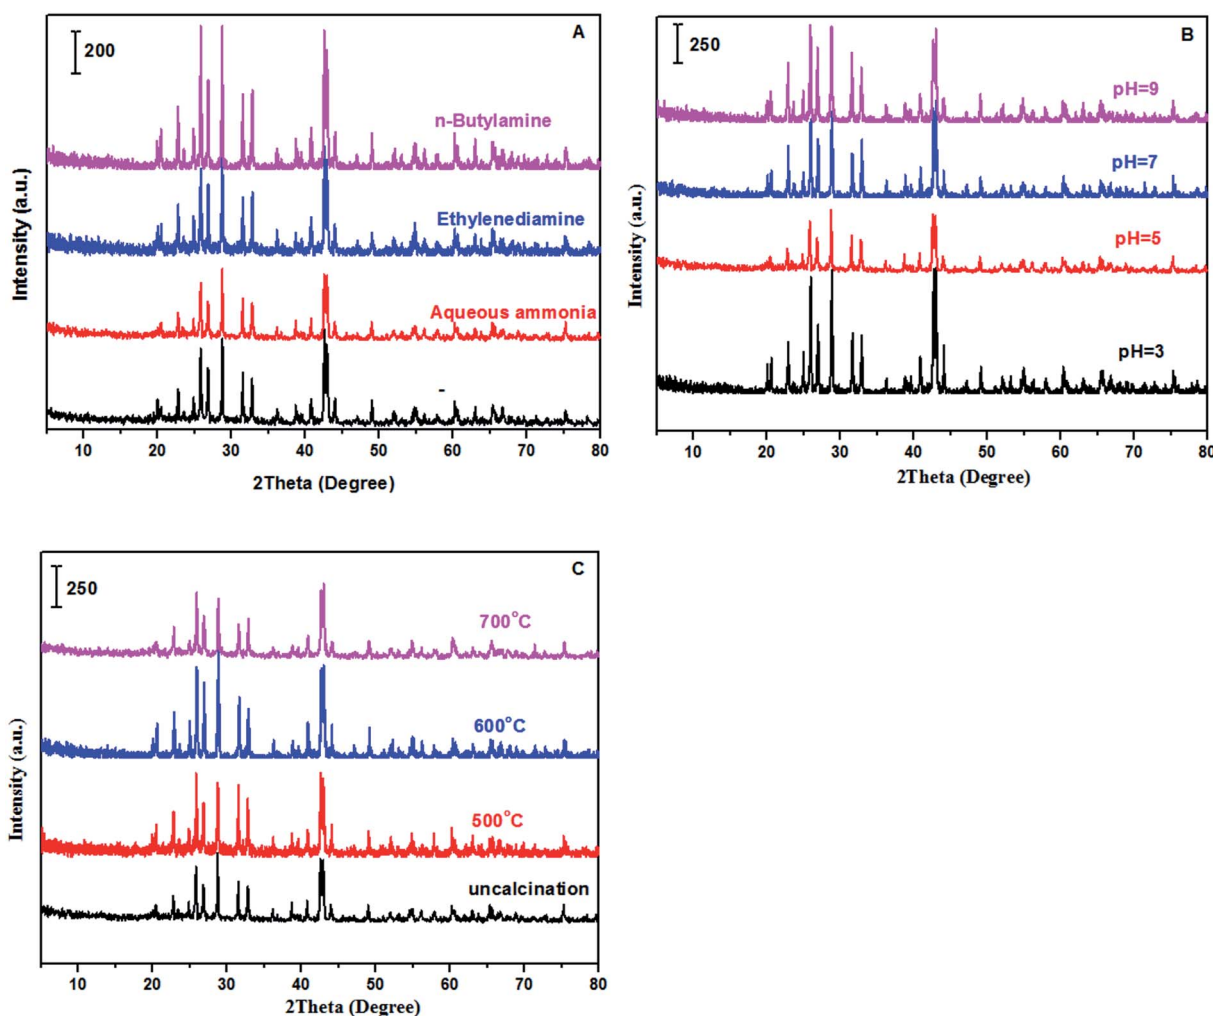 A
200
n-Butylamine
Ethylenediamine
Aqueous ammonia
-
Intensity (a.u.)
10 20 30 40 50 60 70 80
2Theta (Degree)
B
250
pH=9
pH=7
pH=5
pH=3
Intensity (a.u.)
10 20 30 40 50 60 70 80
2Theta (Degree)
C
250
700°C
600°C
500°C
uncalcination
Intensity (a.u.)
10 20 30 40 50 60 70 80
2Theta (Degree)